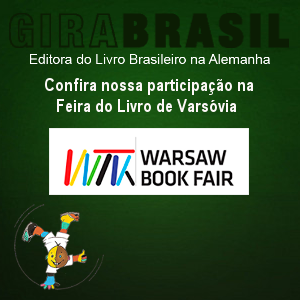 GIRABRASIL
Editora do Livro Brasileiro na Alemanha
Confira nossa participação na
Feira do Livro de Varsóvia
WARSAW
BOOK FAIR